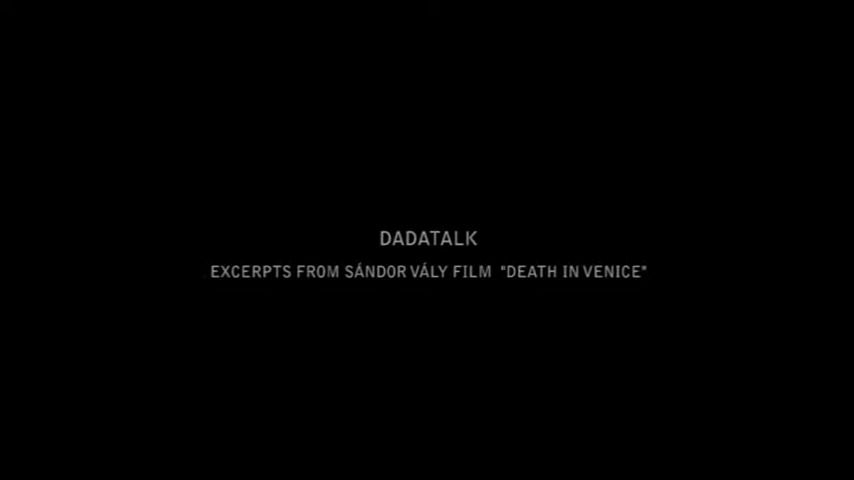 DADATALK
EXCERPTS FROM SÁNDOR VÁLY FILM "DEATH IN VENICE"